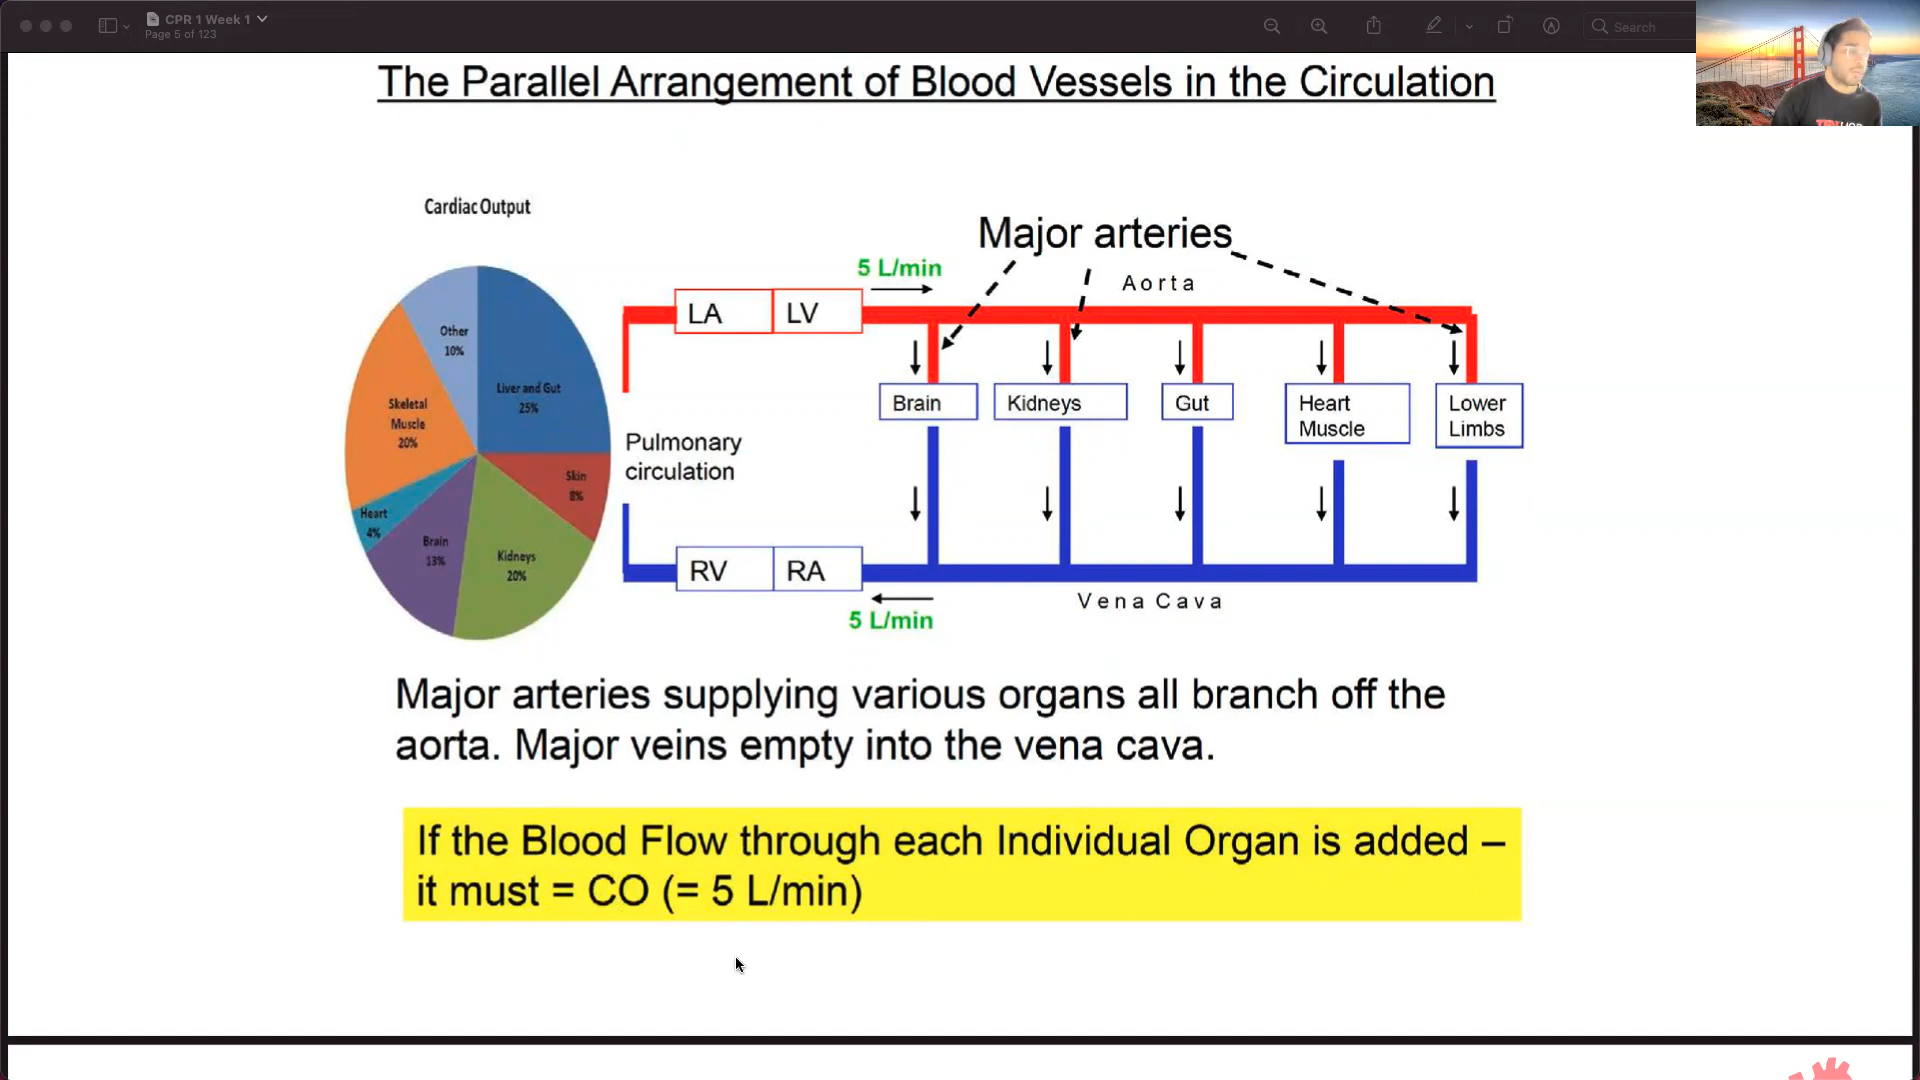 CPR 1 Week 1
Page 5 of 123
Search
The Parallel Arrangement of Blood Vessels in the Circulation
Cardiac Output
Other
10%
Liver and Gut
25%
Skeletal
Muscle
20%
Skin
8%
Heart
4%
Brain
13%
Kidneys
20%
Major arteries
5 L/min
Aorta
LA
LV
Brain
Kidneys
Gut
Heart
Muscle
Lower
Limbs
Pulmonary
circulation
RV
RA
Vena Cava
5 L/min
Major arteries supplying various organs all branch off the
aorta. Major veins empty into the vena cava.
If the Blood Flow through each Individual Organ is added –
it must = CO (= 5 L/min)